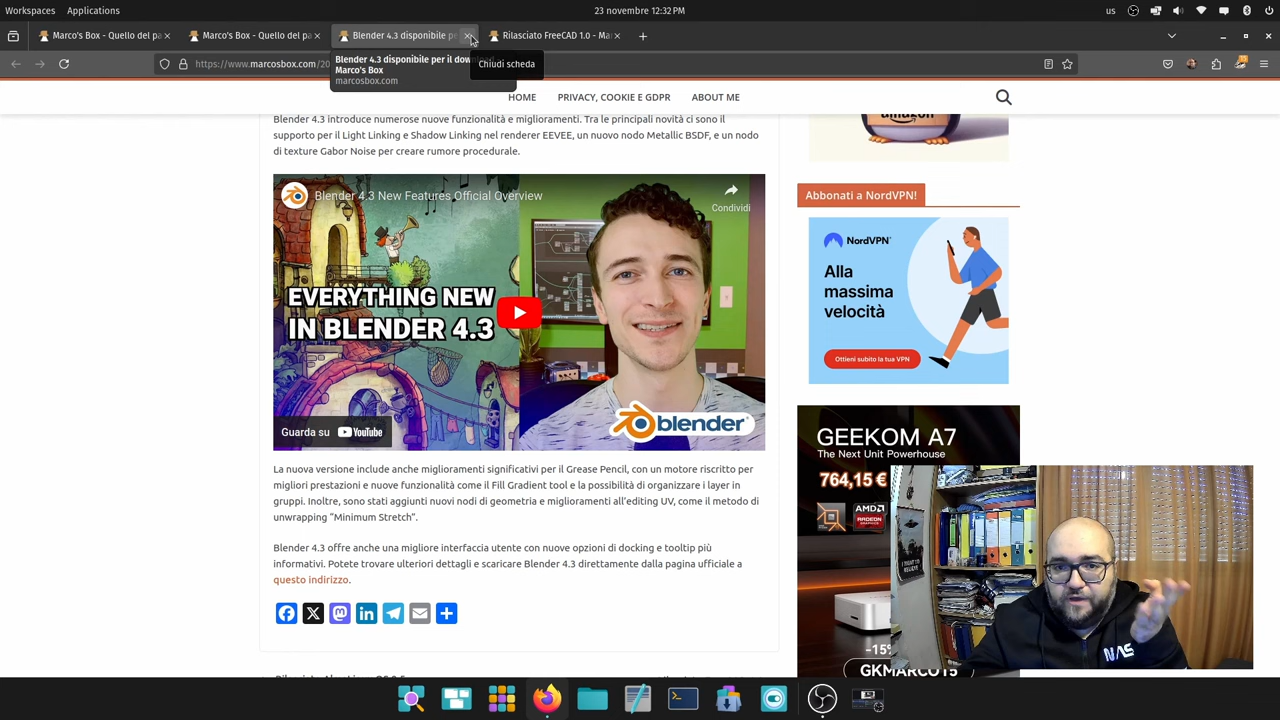 Workspaces Applications
23 novembre 12:32 PM
us
Marco's Box - Quello del pa
Marco's Box - Quello del pa
Blender 4.3 disponibile per
Rilasciato FreeCAD 1.0 - Ma
https://www.marcosbox.com/20
Blender 4.3 disponibile per il down
Marco's Box
marcosbox.com
Chiudi scheda
HOME PRIVACY, COOKIE E GDPR ABOUT ME
Blender 4.3 introduce numerose nuove funzionalità e miglioramenti. Tra le principali novità ci sono il
supporto per il Light Linking e Shadow Linking nel renderer EEVEE, un nuovo nodo Metallic BSDF, e un nodo
di texture Gabor Noise per creare rumore procedurale.
Blender 4.3 New Features Official Overview
Condividi
EVERYTHING NEW
IN BLENDER 4.3
blender
Guarda su YouTube
La nuova versione include anche miglioramenti significativi per il Grease Pencil, con un motore riscritto per
migliori prestazioni e nuove funzionalità come il Fill Gradient tool e la possibilità di organizzare i layer in
gruppi. Inoltre, sono stati aggiunti nuovi nodi di geometria e miglioramenti all'editing UV, come il metodo di
unwrapping "Minimum Stretch".
Blender 4.3 offre anche una migliore interfaccia utente con nuove opzioni di docking e tooltip più
informativi. Potete trovare ulteriori dettagli e scaricare Blender 4.3 direttamente dalla pagina ufficiale a
questo indirizzo.
amazon
Abbonati a NordVPN!
NordVPN
Alla
massima
velocità
Ottieni subito la tua VPN
GEEKOM A7
The Next Unit Powerhouse
764,15 €
AMD
RADEON
-15%
GKMARCO15
I WANT TO
BELIEVE
NAS